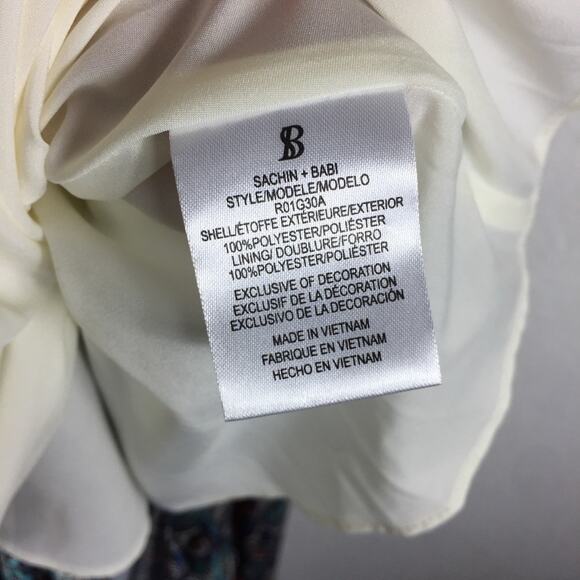 SB
SACHIN + BABI
STYLE/MODELE/MODELO
R01G30A
SHELL/ÉTOFFE EXTÉRIEURE/EXTERIOR
100%POLYESTER/POLIÉSTER
LINING/ DOUBLURE/FORRO
100%POLYESTER/POLIÉSTER
EXCLUSIVE OF DECORATION
EXCLUSIF DE LA DÉCORATION
EXCLUSIVO DE LA DECORACIÓN
MADE IN VIETNAM
FABRIQUE EN VIETNAM
HECHO EN VIETNAM